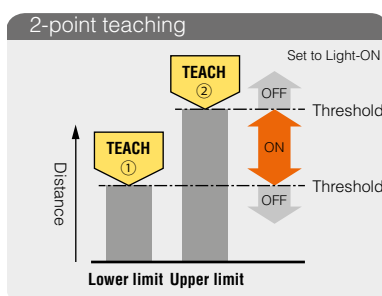 2-point teaching
Set to Light-ON
TEACH
②
OFF
Threshold
TEACH
①
ON
Threshold
OFF
Distance
Lower limit Upper limit